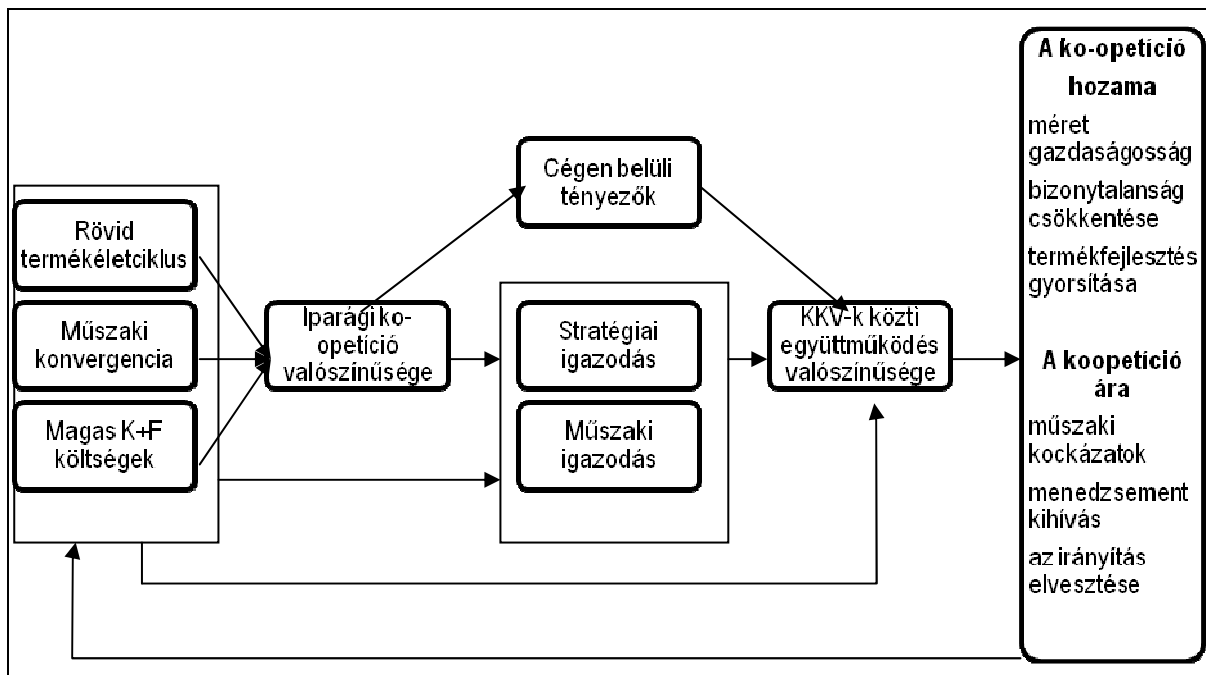 Rövid
termékéletciklus
Műszaki
konvergencia
Magas K+F
költségek
Iparági ko-
opetíció
valószínűsége
Cégen belüli
tényezők
Stratégiai
igazodás
Műszaki
igazodás
KKV-k közti
együttműködés
valószínűsége
A ko-opetíció
hozama
méret
gazdaságosság
bizonytalanság
csökkentése
termékfejlesztés
gyorsítása
A koopetíció
ára
műszaki
kockázatok
menedzsment
kihívás
az irányítás
elvesztése